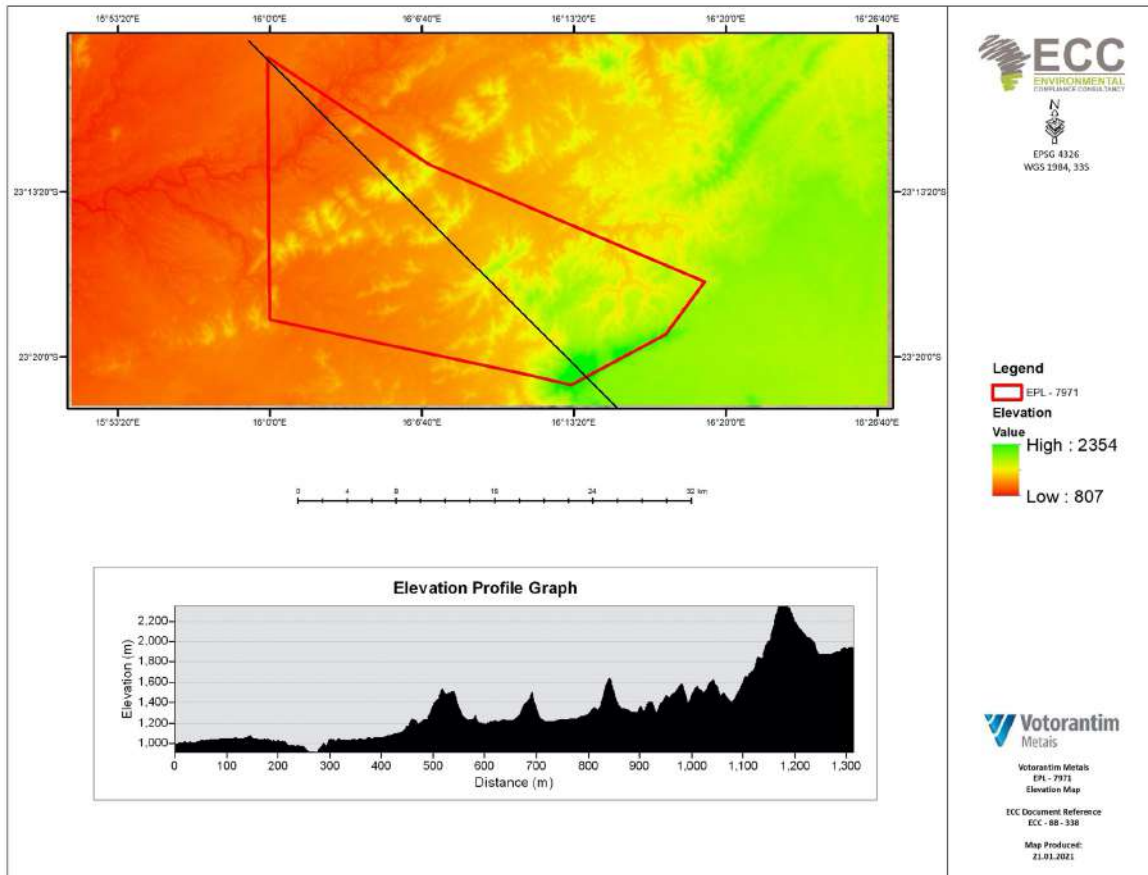 15°53'20"E 16°0'0"E 16°6'40"E 16°13'20"E 16°20'0"E 16°26'40"E
23°13'20"S 23°13'20"S
23°20'0"S 23°20'0"S
15°53'20"E 16°0'0"E 16°6'40"E 16°13'20"E 16°20'0"E 16°26'40"E
0 4 8 16 24 32 km
Elevation Profile Graph
Elevation (m)
2,200
2,000
1,800
1,600
1,400
1,200
1,000
0 100 200 300 400 500 600 700 800 900 1,000 1,100 1,200 1,300
Distance (m)
ECC
ENVIRONMENTAL
COMPLIANCE CONSULTANCY
N
EPSG 4326
WGS 1984, 33S
Legend
EPL - 7971
Elevation
Value
High : 2354
Low : 807
Votorantim
Metais
Votorantim Metals
EPL - 7971
Elevation Map
ECC Document Reference
ECC - 88 - 338
Map Produced:
21.01.2021